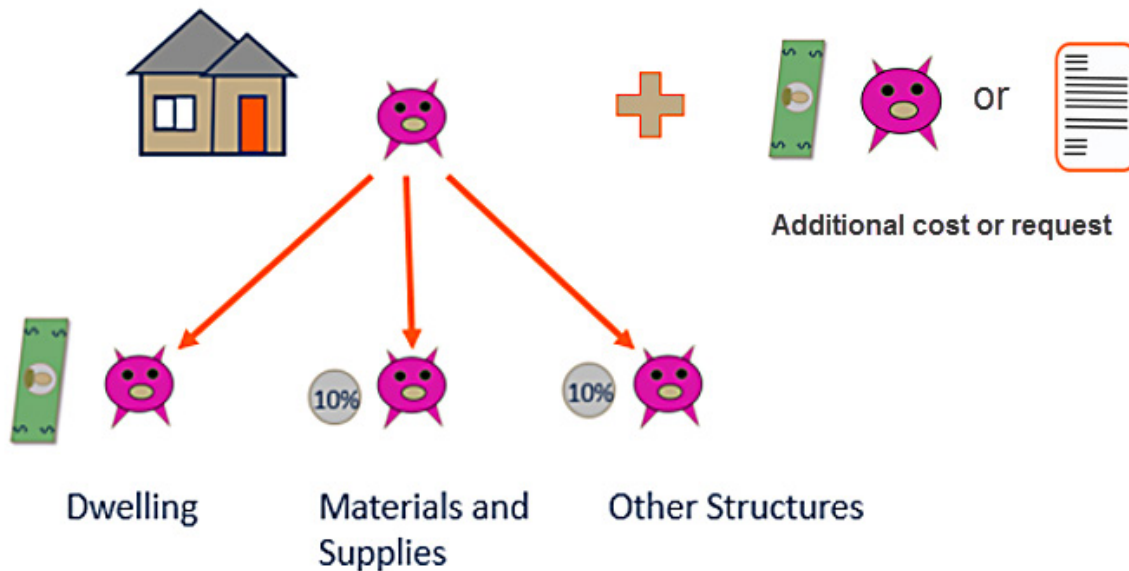 or
Additional cost or request
10%
10%
Dwelling
Materials and
Supplies
Other Structures